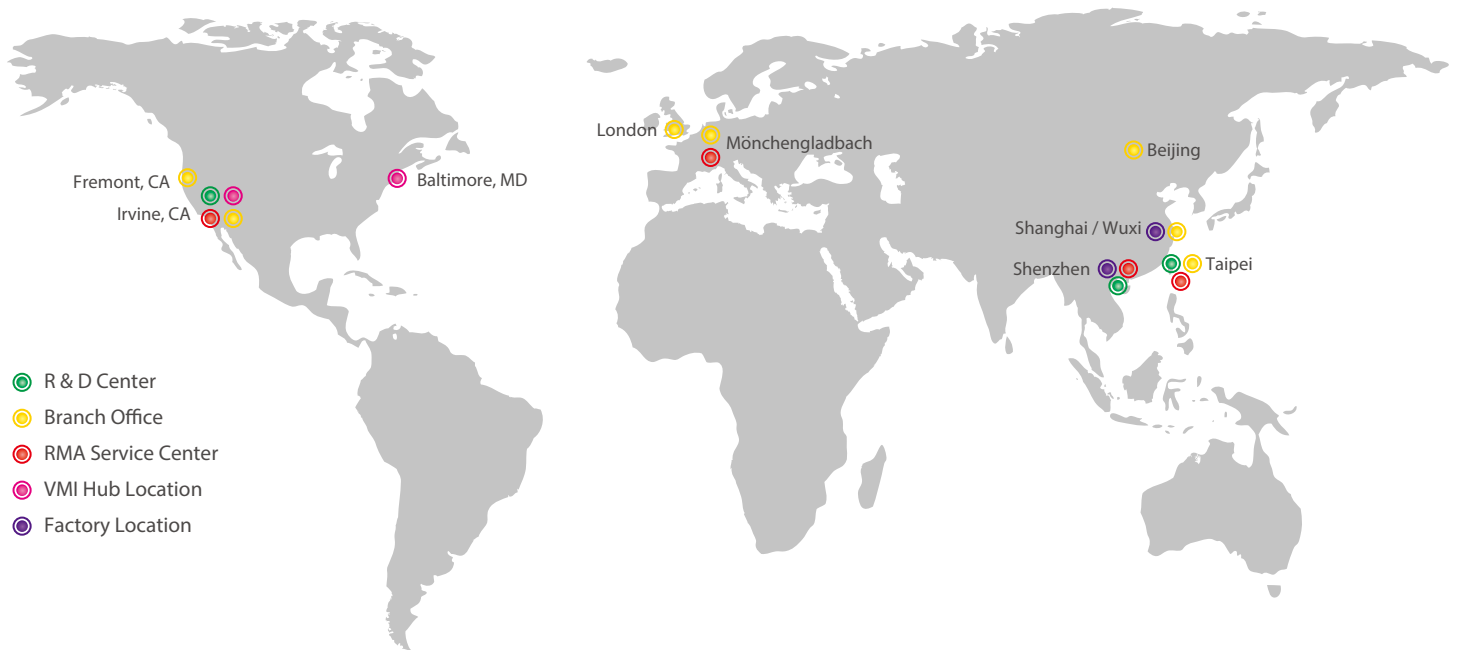 London
Mönchengladbach
Beijing
Fremont, CA
Baltimore, MD
Irvine, CA
Shanghai / Wuxi
Shenzhen
Taipei
R & D Center
Branch Office
RMA Service Center
VMI Hub Location
Factory Location